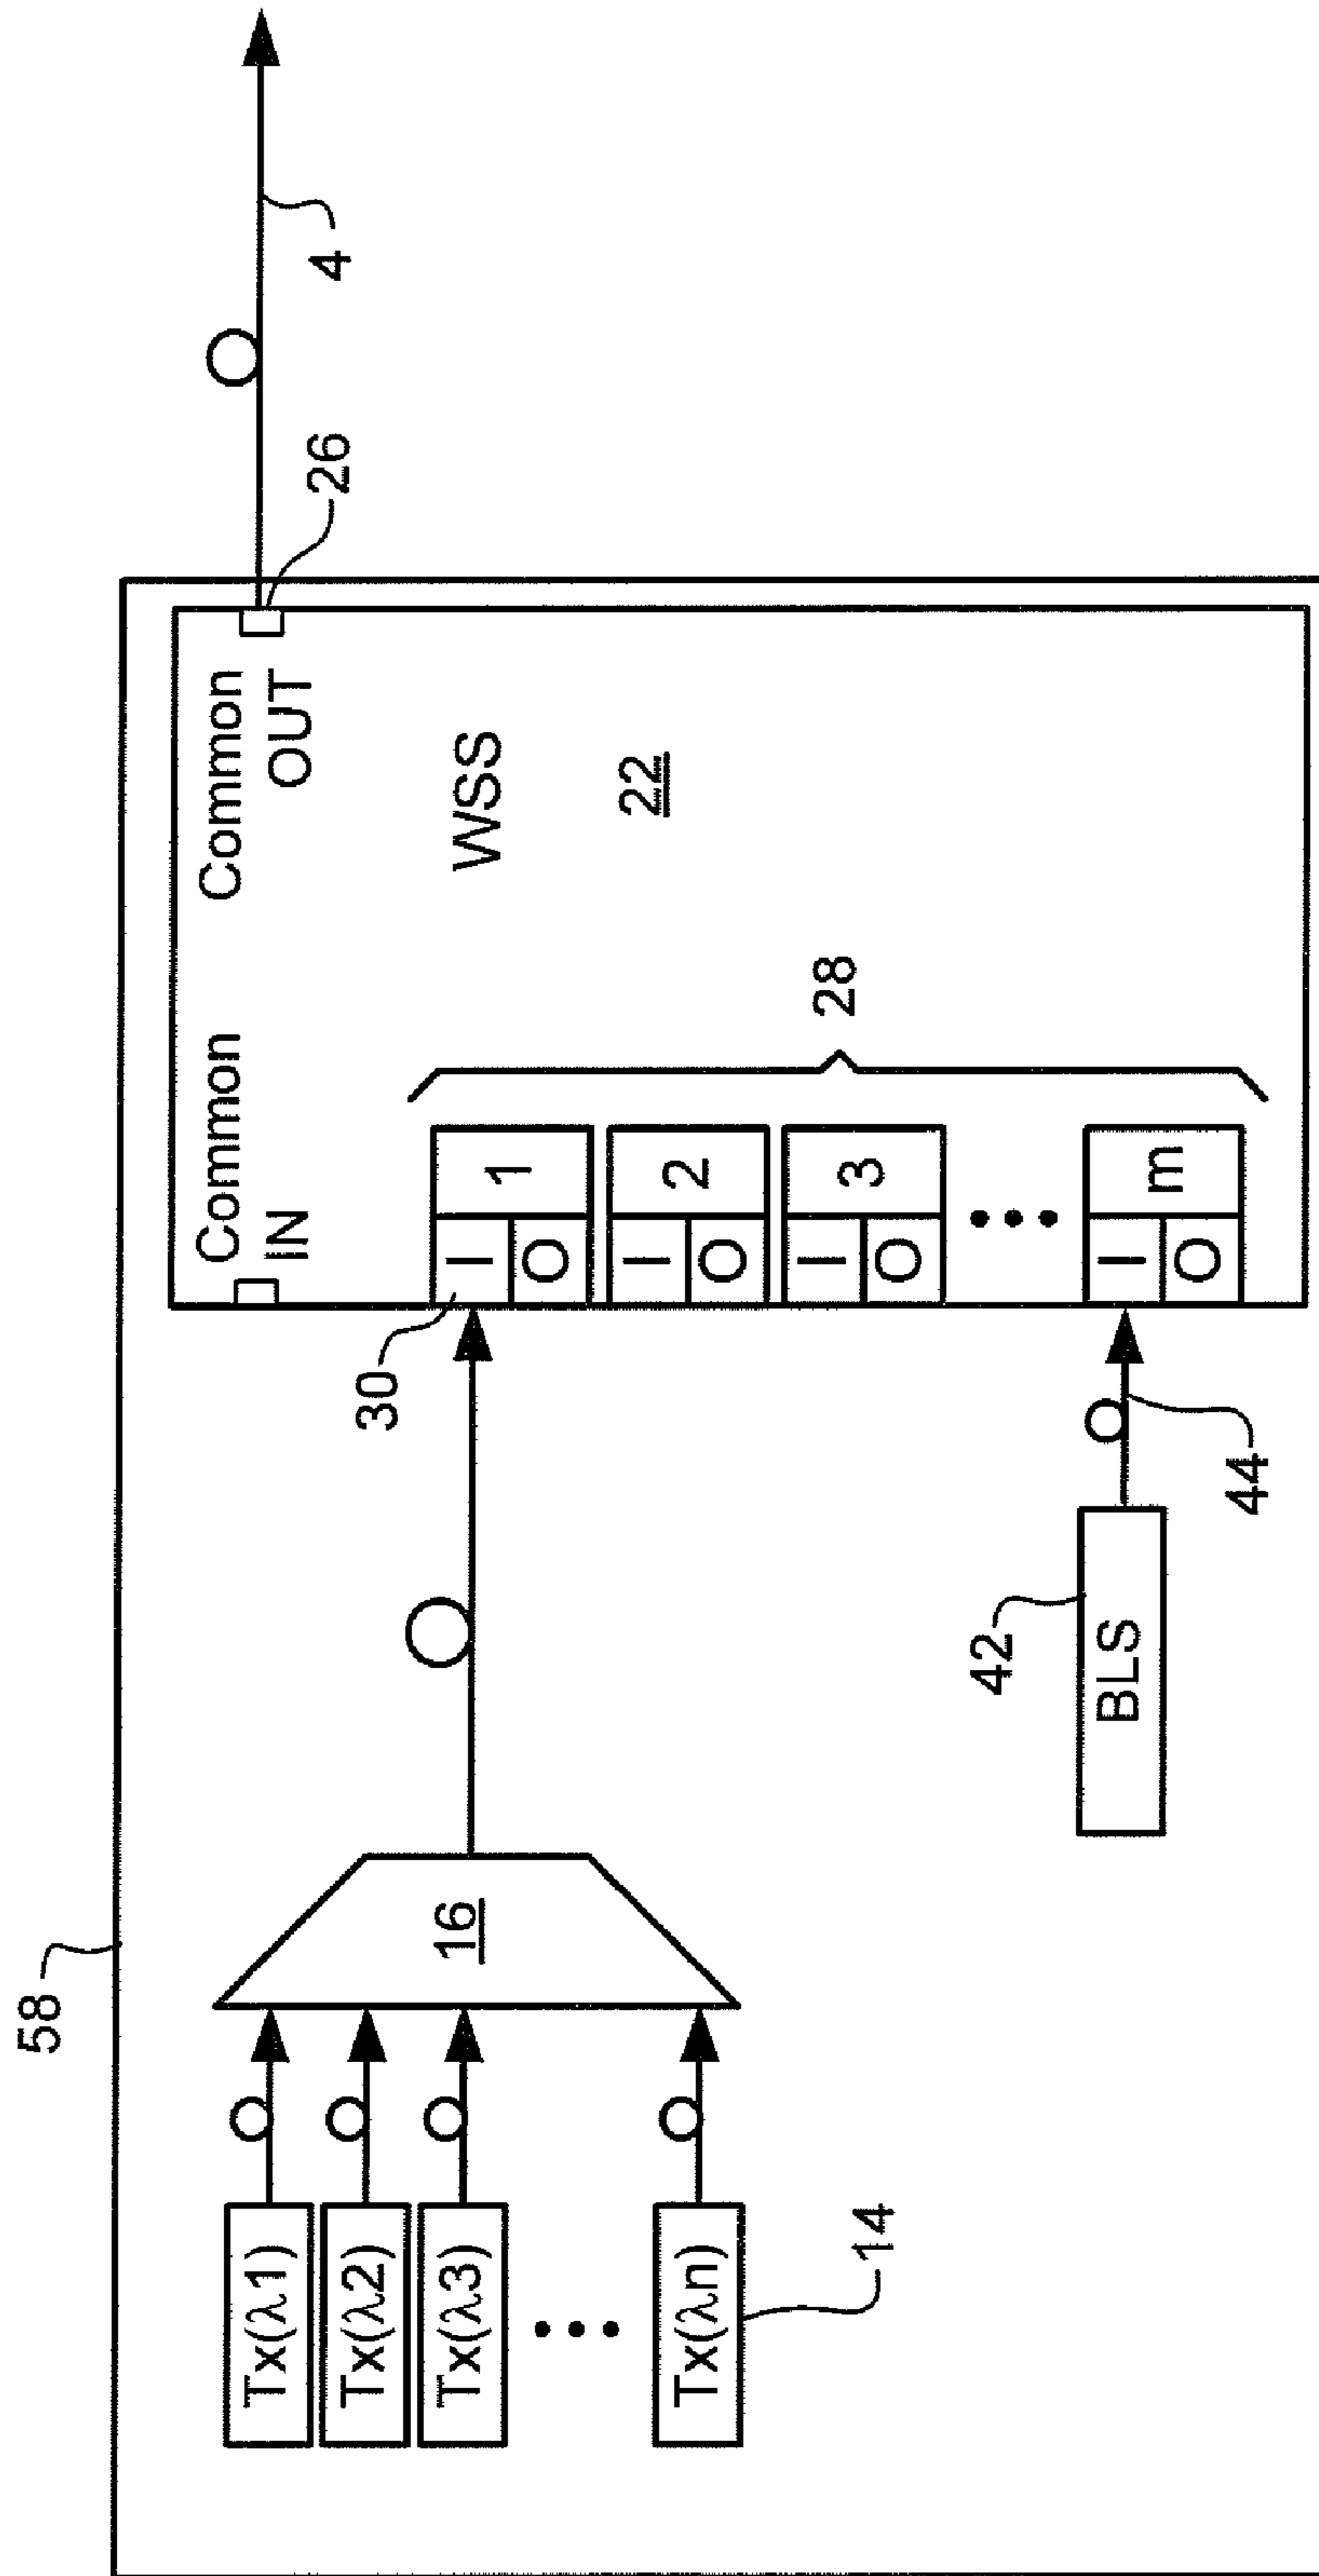 58
Tx(λ1)
Tx(λ2)
Tx(λ3)
•••
Tx(λn)
14
16
42
BLS
44
30
Common
IN
Common
OUT
I
O
1
I
O
2
I
O
3
•••
I
O
m
28
WSS
22
26
4